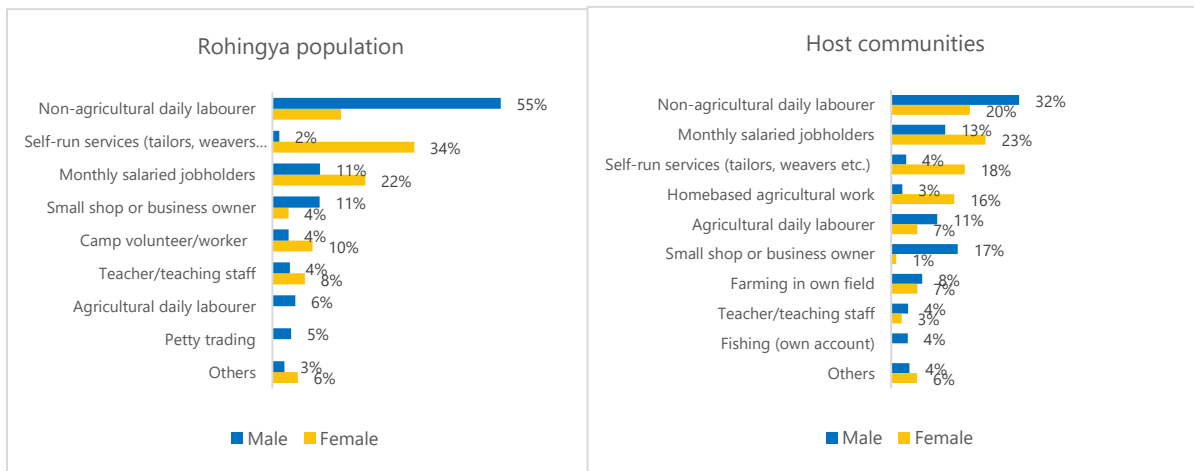 Rohingya population
Non-agricultural daily labourer 55%
Self-run services (tailors, weavers... 2%
34%
Monthly salaried jobholders 11%
22%
Small shop or business owner 11%
4%
Camp volunteer/worker 4%
10%
Teacher/teaching staff 4%
8%
Agricultural daily labourer 6%
Petty trading 5%
Others 3%
6%
Male Female
Host communities
Non-agricultural daily labourer 32%
20%
Monthly salaried jobholders 13%
23%
Self-run services (tailors, weavers etc.) 4%
18%
Homebased agricultural work 3%
16%
Agricultural daily labourer 11%
7%
Small shop or business owner 17%
1%
Farming in own field 8%
7%
Teacher/teaching staff 4%
3%
Fishing (own account) 4%
Others 4%
6%
Male Female